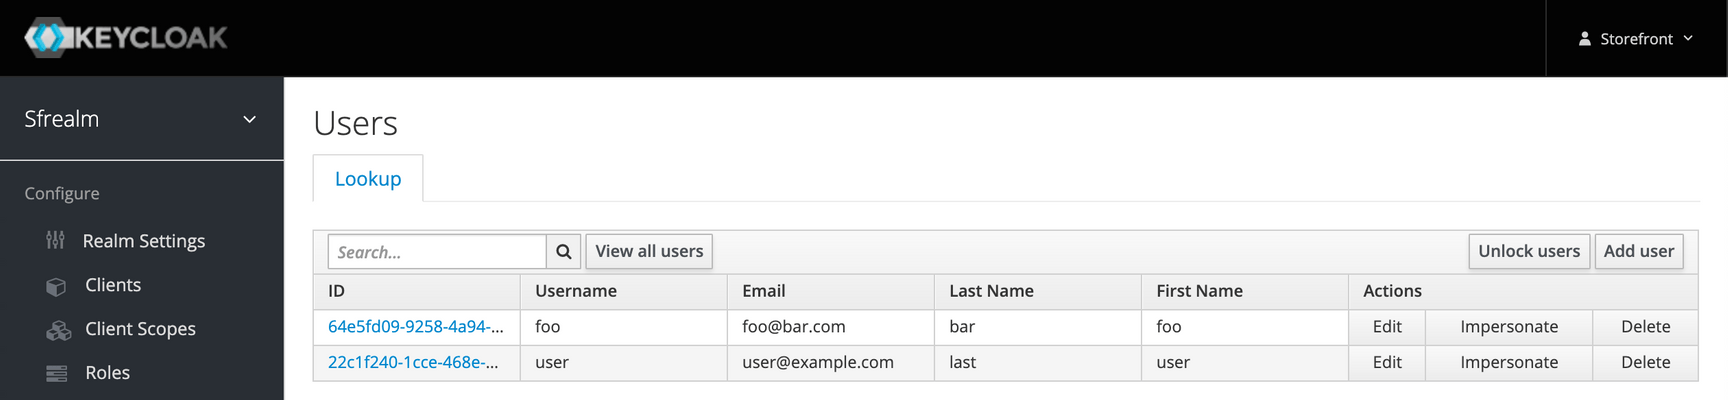 KEYCLOAK
Storefront
Sfrealm
Configure
Realm Settings
Clients
Client Scopes
Roles
Users
Lookup
Search... View all users Unlock users Add user
ID Username Email Last Name First Name Actions
64e5fd09-9258-4a94-... foo foo@bar.com bar foo Edit Impersonate Delete
22c1f240-1cce-468e-... user user@example.com last user Edit Impersonate Delete